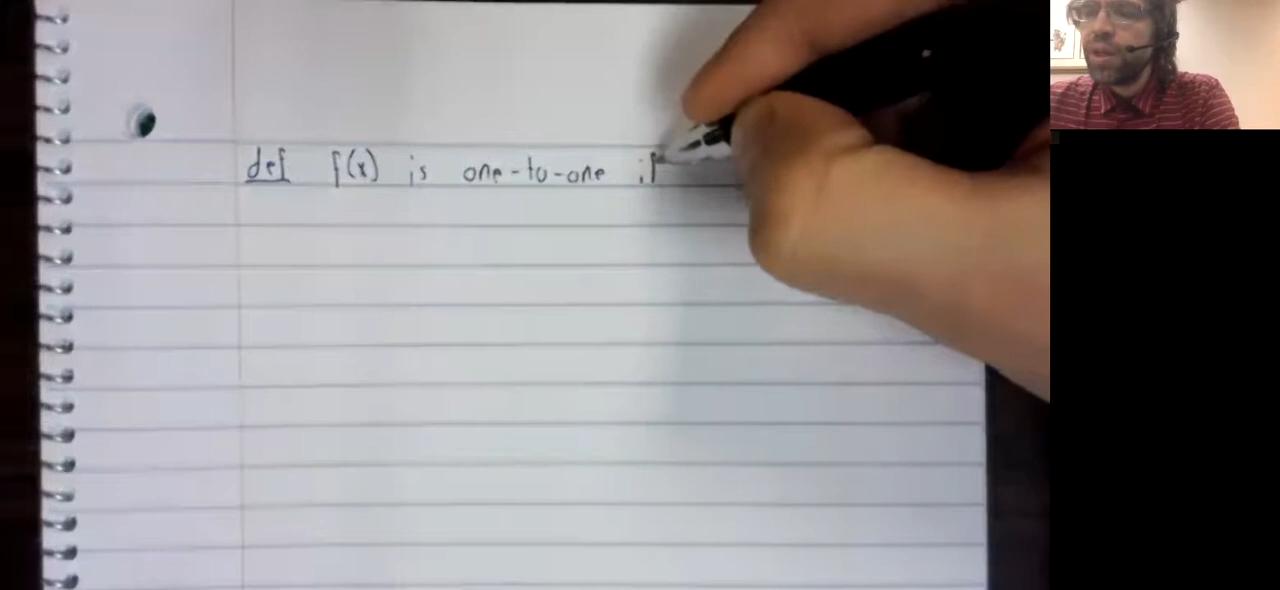 def f(x) is one-to-one if